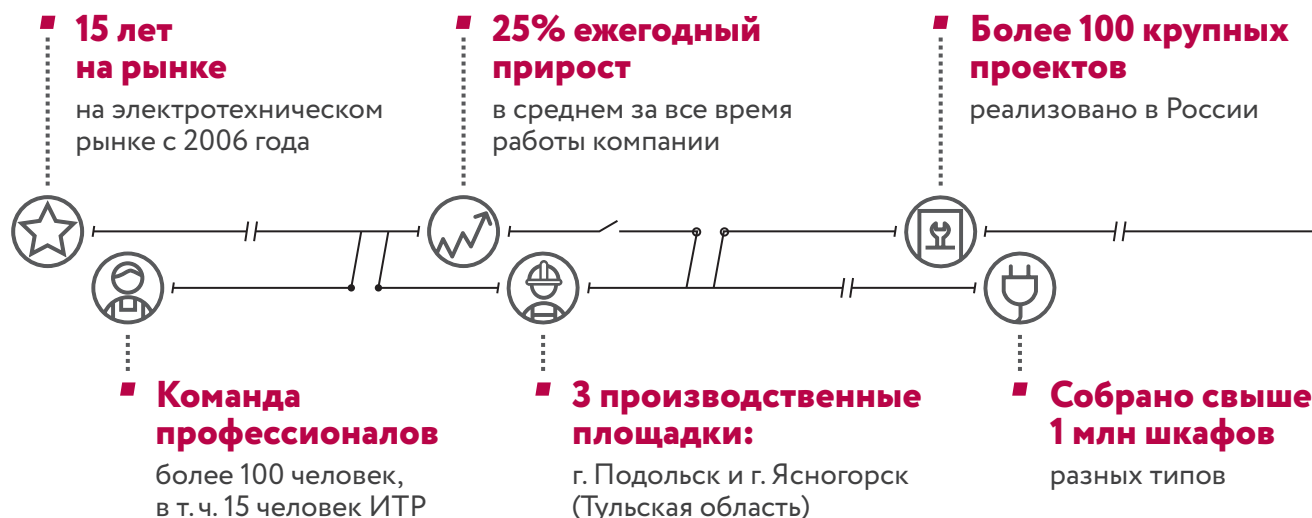 15 лет
на рынке
на электротехническом
рынке с 2006 года
25% ежегодный
прирост
в среднем за все время
работы компании
Более 100 крупных
проектов
реализовано в России
Команда
профессионалов
более 100 человек,
в т. ч. 15 человек ИТР
3 производственные
площадки:
г. Подольск и г. Ясногорск
(Тульская область)
Собрано свыше
1 млн шкафов
разных типов